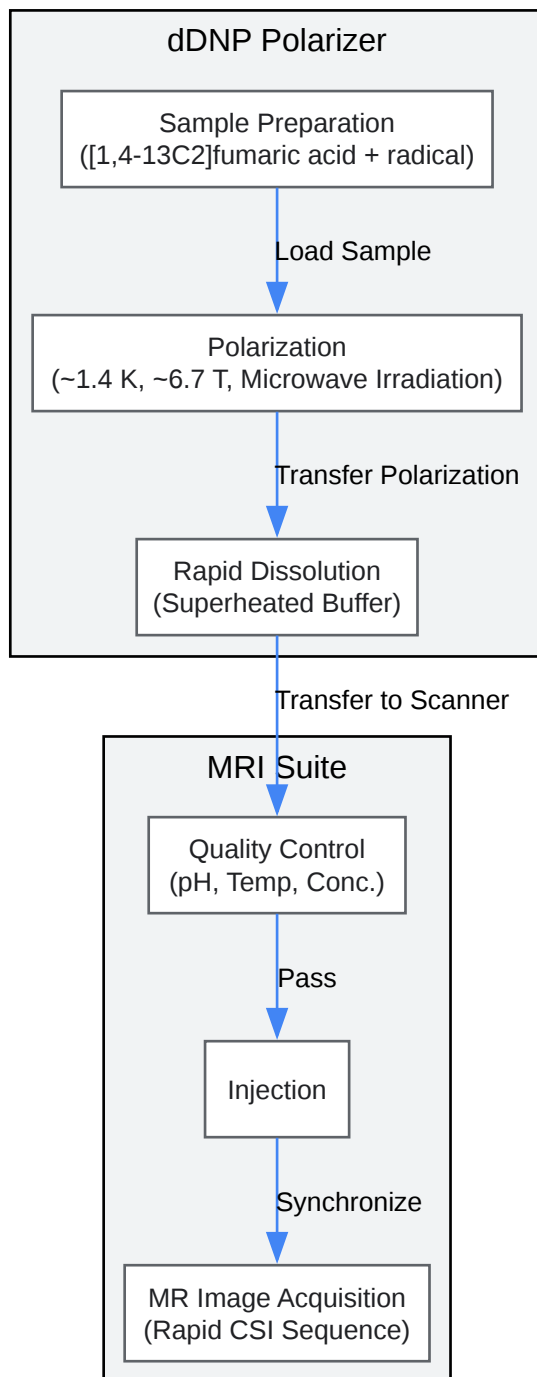 dDNP Polarizer
Sample Preparation
([1,4-13C2]fumaric acid + radical)
Load Sample
Polarization
(~1.4 K, ~6.7 T, Microwave Irradiation)
Transfer Polarization
Rapid Dissolution
(Superheated Buffer)
Transfer to Scanner
MRI Suite
Quality Control
(pH, Temp, Conc.)
Pass
Injection
Synchronize
MR Image Acquisition
(Rapid CSI Sequence)